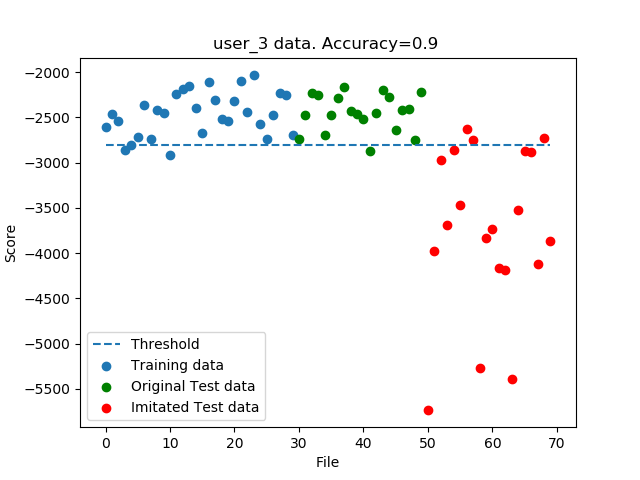 user_3 data. Accuracy=0.9
−2000
−2500
−3000
−3500
−4000
−4500
−5000
−5500
Score
Threshold
Training data
Original Test data
Imitated Test data
0 10 20 30 40 50 60 70
File